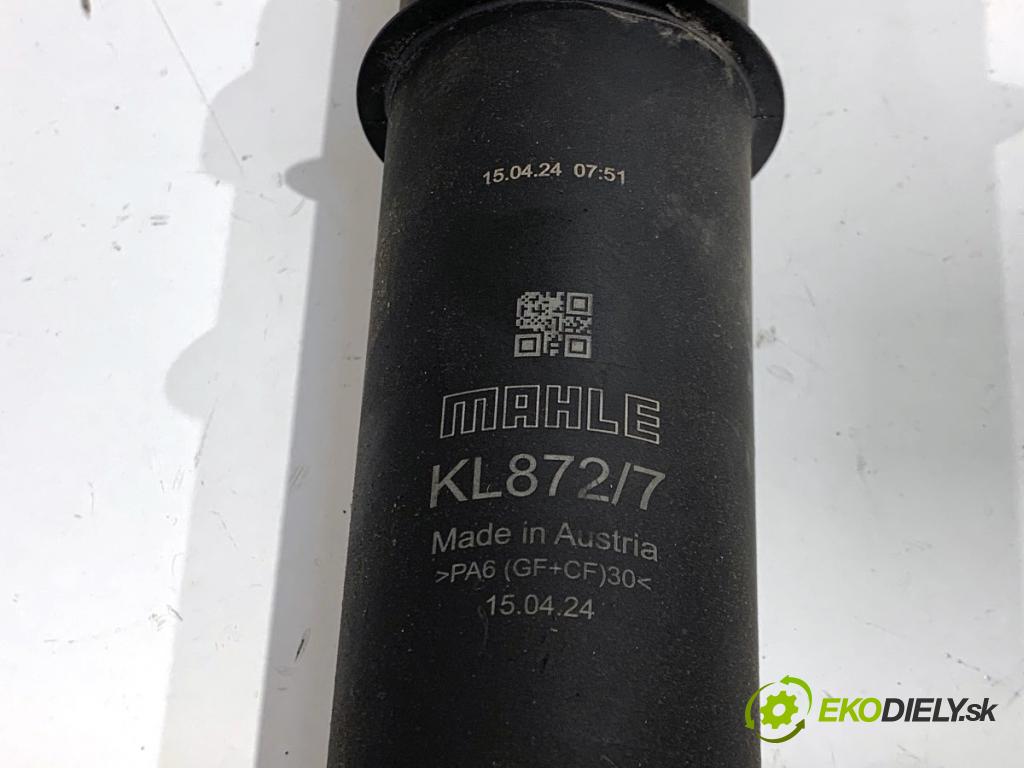 15.04.24 07:51
MAHLE
KL872/7
Made in Austria
>PA6 (GF+CF)30<
15.04.24
EKODIELY.sk